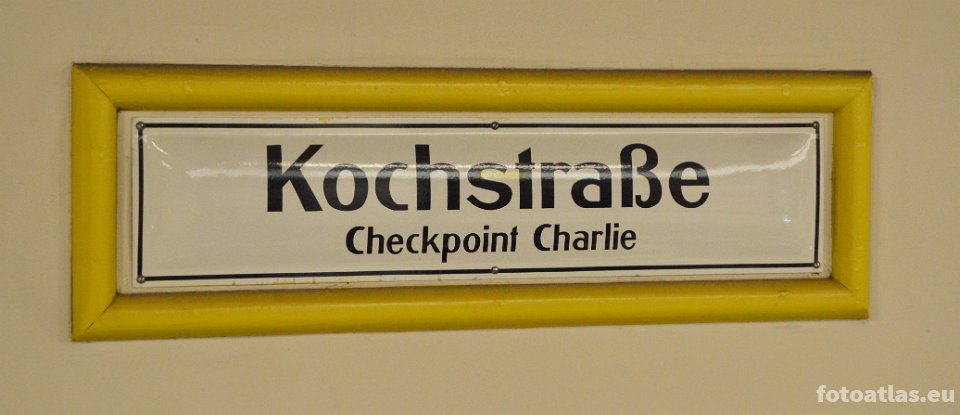 Kochstraße
Checkpoint Charlie
fotoatlas.eu